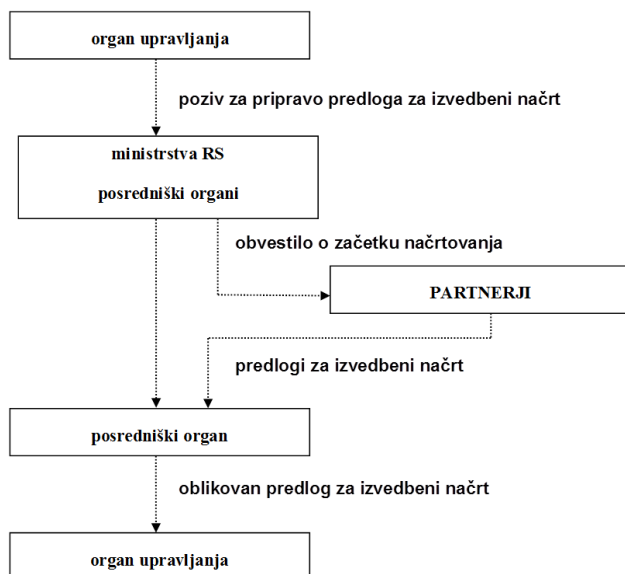 organ upravljanja
poziv za pripravo predloga za izvedbeni načrt
ministrstva RS
posredniški organi
obvestilo o začetku načrtovanja
PARTNERJI
predlogi za izvedbeni načrt
posredniški organ
oblikovan predlog za izvedbeni načrt
organ upravljanja